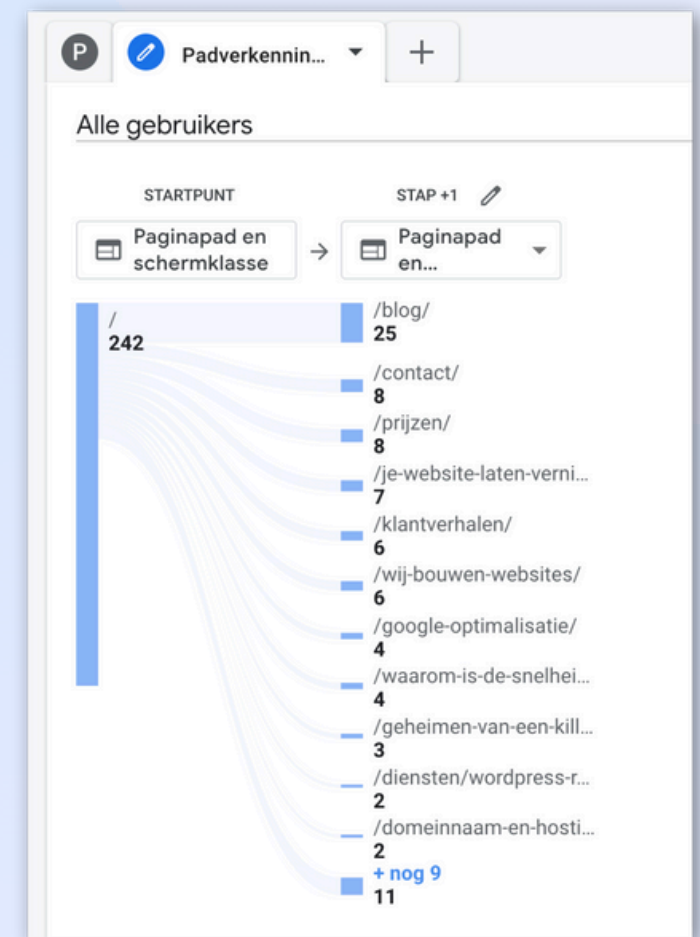 P
Padverkennin...
Alle gebruikers
STARTPUNT
STAP +1
Paginapad en
schermklasse
Paginapad
en...
/
242
/blog/
25
/contact/
8
/prijzen/
8
/je-website-laten-verni...
7
/klantverhalen/
6
/wij-bouwen-websites/
6
/google-optimalisatie/
4
/waarom-is-de-snelhei...
4
/geheimen-van-een-kill...
3
/diensten/wordpress-r...
2
/domeinnaam-en-hosti...
2
+ nog 9
11